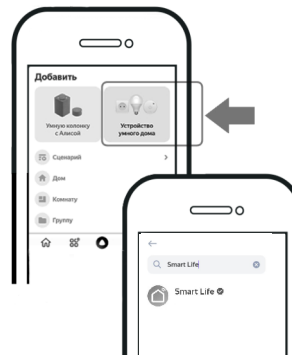 Добавить
Умную колонку
с Алисой
Устройство
умного дома
Сценарий
Дом
Комнату
Группу
Smart Life
Smart Life